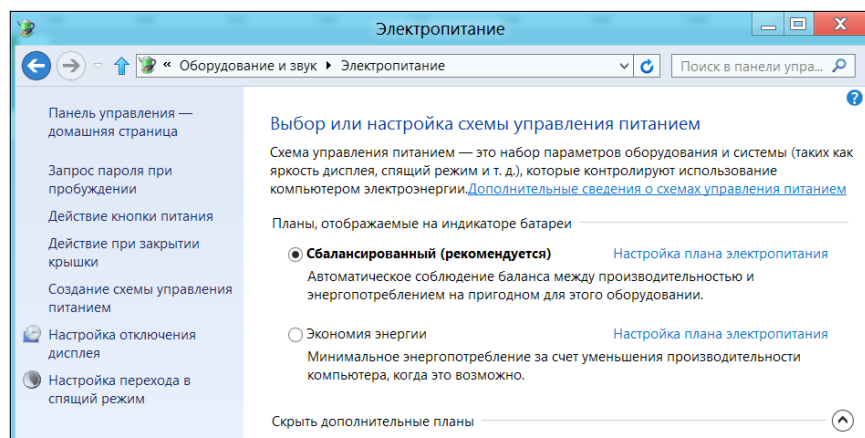 Электропитание
« Оборудование и звук ▸ Электропитание
Поиск в панели упра...
Панель управления —
домашняя страница
Запрос пароля при
пробуждении
Действие кнопки питания
Действие при закрытии
крышки
Создание схемы управления
питанием
Настройка отключения
дисплея
Настройка перехода в
спящий режим
Выбор или настройка схемы управления питанием
Схема управления питанием — это набор параметров оборудования и системы (таких как
яркость дисплея, спящий режим и т. д.), которые контролируют использование
компьютером электроэнергии.Дополнительные сведения о схемах управления питанием
Планы, отображаемые на индикаторе батареи
Сбалансированный (рекомендуется) Настройка плана электропитания
Автоматическое соблюдение баланса между производительностью и
энергопотреблением на пригодном для этого оборудовании.
Экономия энергии Настройка плана электропитания
Минимальное энергопотребление за счет уменьшения производительности
компьютера, когда это возможно.
Скрыть дополнительные планы